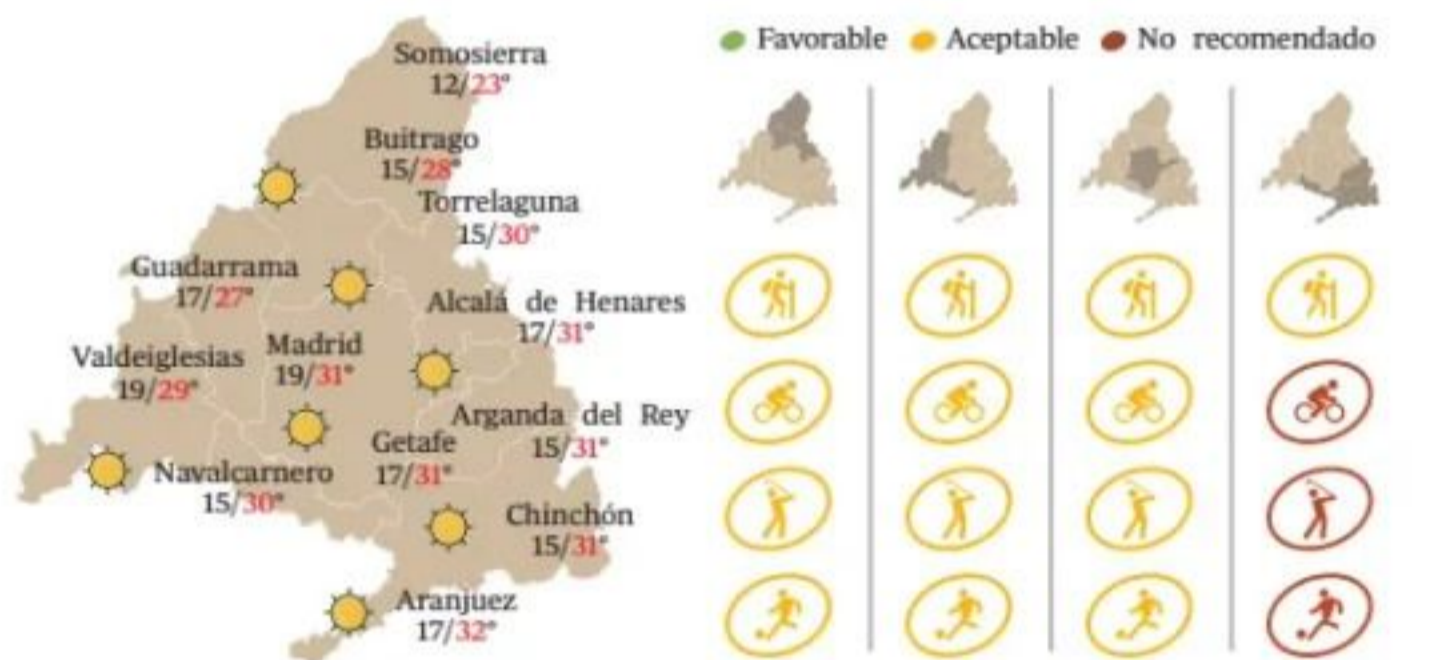 Somosierra
12/23°
Buitrago
15/28°
Torrelaguna
15/30°
Guadarrama
17/27°
Alcalá de Henares
17/31°
Valdeiglesias
19/29°
Madrid
19/31°
Arganda del Rey
15/31°
Getafe
17/31°
Navalcarnero
15/30°
Chinchón
15/31°
Aranjuez
17/32°
Favorable Aceptable No recomendado